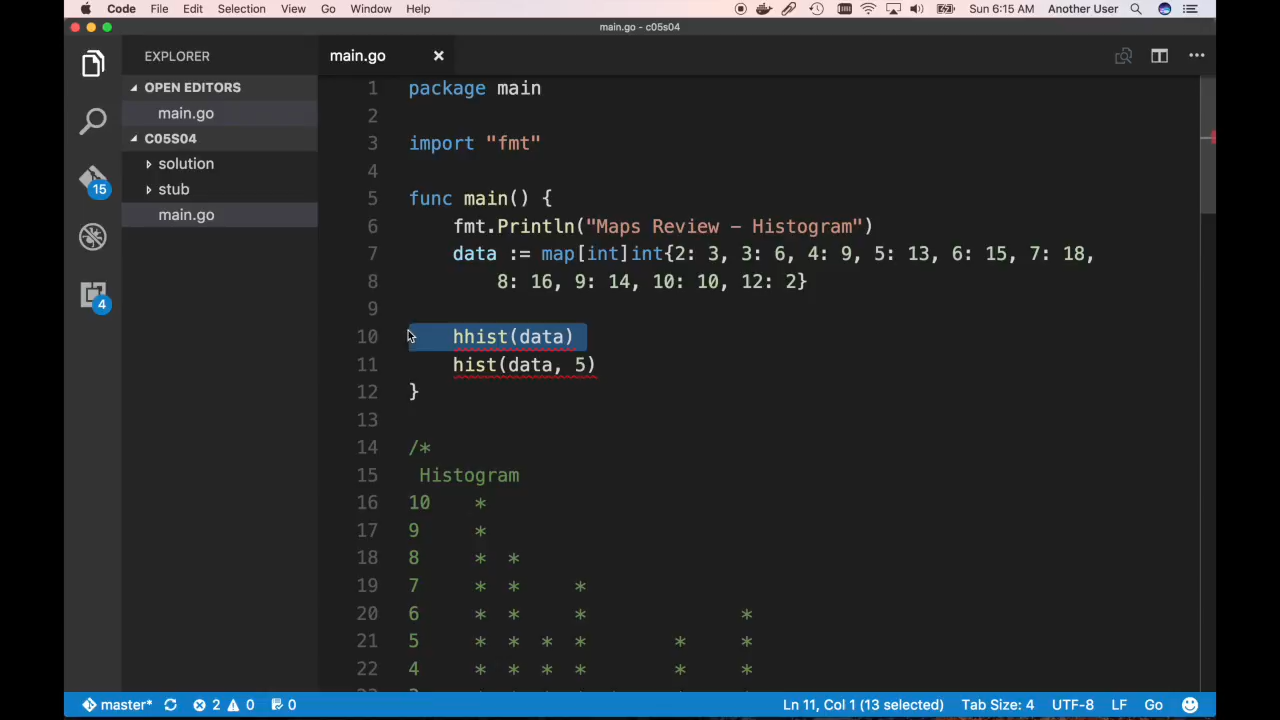 Code File Edit Selection View Go Window Help Sun 6:15 AM Another User
main.go - c05s04
EXPLORER
OPEN EDITORS
main.go
C05S04
solution
stub
main.go
main.go
1 package main
2
3 import "fmt"
4
5 func main() {
6 fmt.Println("Maps Review - Histogram")
7 data := map[int]int{2: 3, 3: 6, 4: 9, 5: 13, 6: 15, 7: 18,
8 8: 16, 9: 14, 10: 10, 12: 2}
9
10 hhist(data)
11 hist(data, 5)
12 }
13
14 /*
15 Histogram
16 10 *
17 9 *
18 8 * *
19 7 * * *
20 6 * * * *
21 5 * * * * * *
22 4 * * * * * *
15
4
master* 2 0 0 Ln 11, Col 1 (13 selected) Tab Size: 4 UTF-8 LF Go